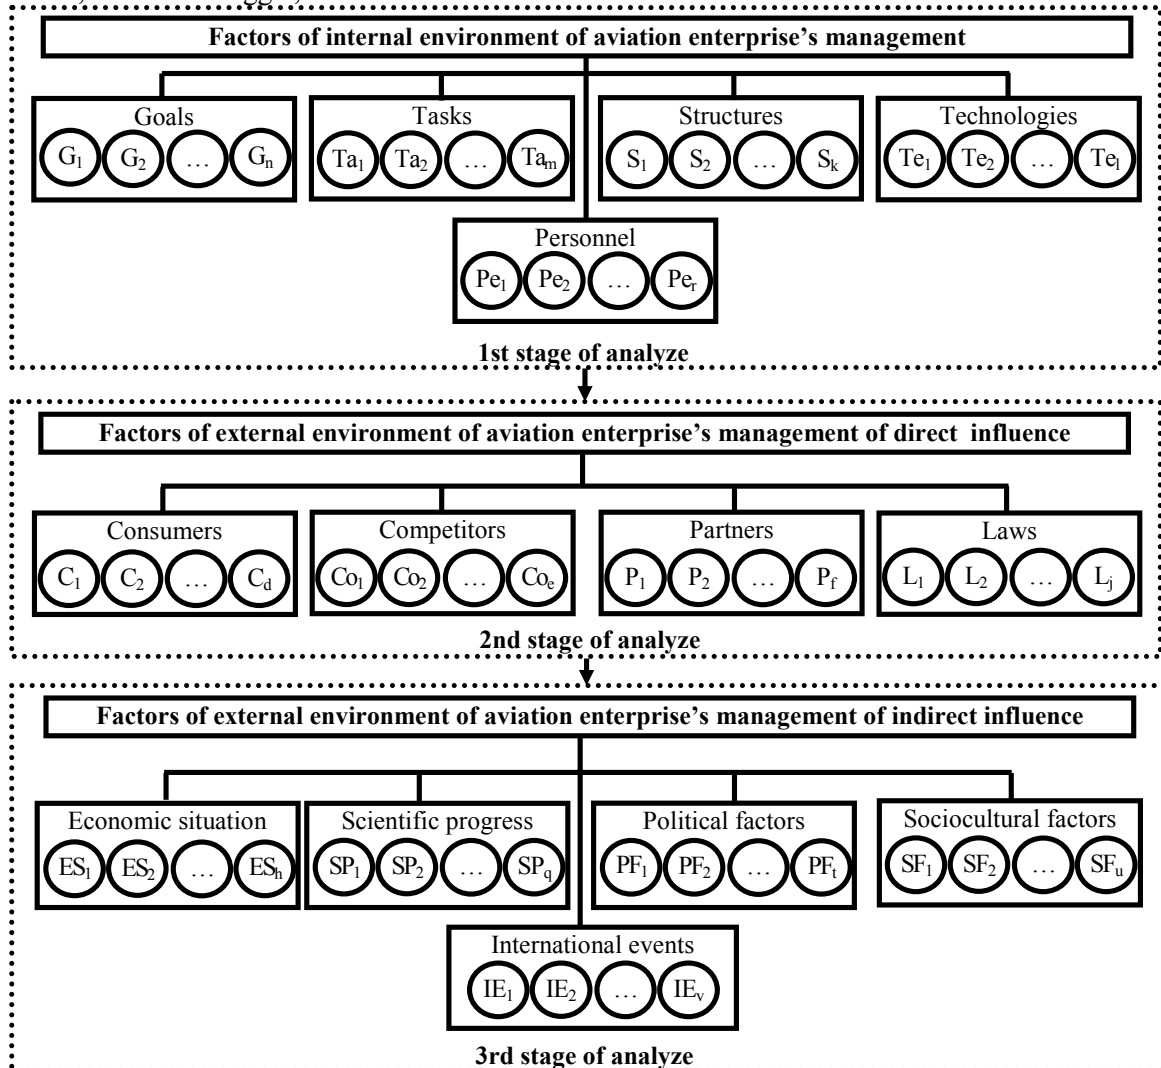 Factors of internal environment of aviation enterprise’s management
Goals
G1 G2 … Gn
Tasks
Ta1 Ta2 … Tam
Structures
S1 S2 … Sk
Technologies
Te1 Te2 … Tel
Personnel
Pe1 Pe2 … Per
1st stage of analyze
Factors of external environment of aviation enterprise’s management of direct influence
Consumers
C1 C2 … Cd
Competitors
Co1 Co2 … Coe
Partners
P1 P2 … Pf
Laws
L1 L2 … Lj
2nd stage of analyze
Factors of external environment of aviation enterprise’s management of indirect influence
Economic situation
ES1 ES2 … ESh
Scientific progress
SP1 SP2 … SPq
Political factors
PF1 PF2 … PFt
Sociocultural factors
SF1 SF2 … SFu
International events
IE1 IE2 … IEv
3rd stage of analyze